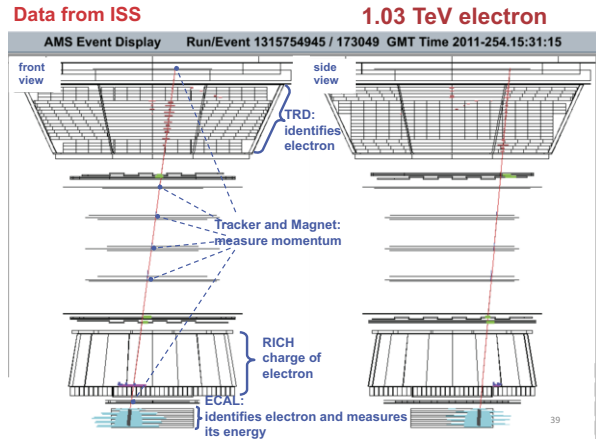 Data from ISS
1.03 TeV electron
AMS Event Display Run/Event 1315754945 / 173049 GMT Time 2011-254.15:31:15
front
view
side
view
TRD:
identifies
electron
Tracker and Magnet:
measure momentum
RICH
charge of
electron
ECAL:
identifies electron and measures
its energy
39